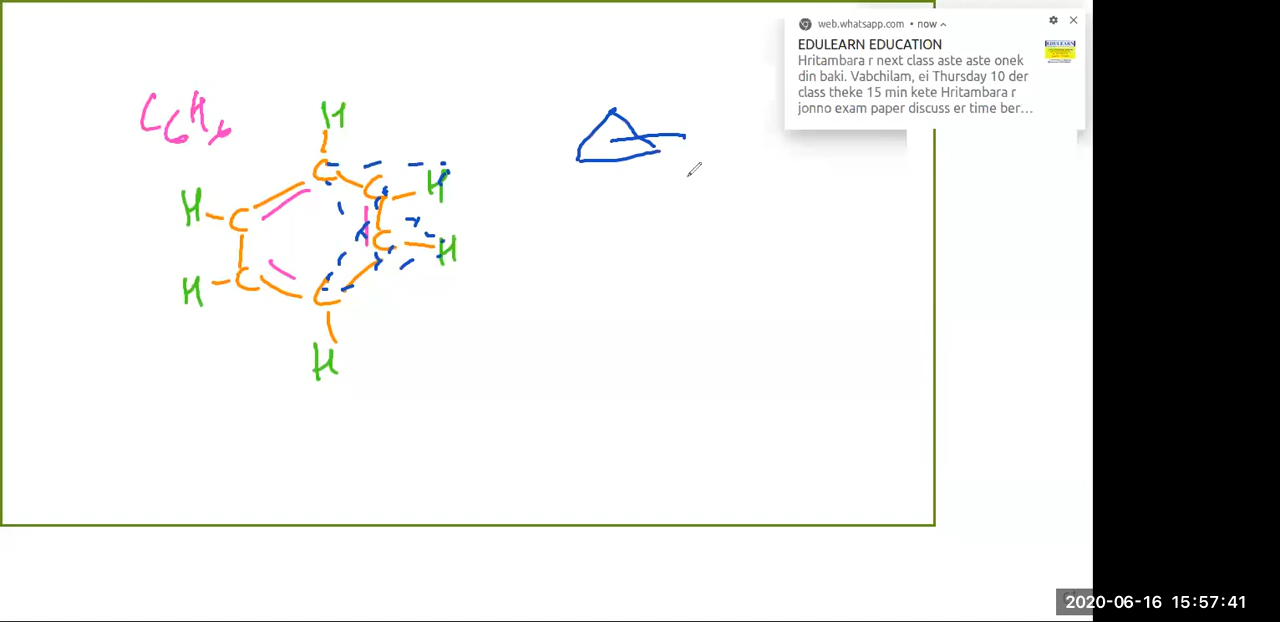 web.whatsapp.com • now
EDULEARN EDUCATION
Hritambara r next class aste aste onek
din baki. Vabchilam, ei Thursday 10 der
class theke 15 min kete Hritambara r
jonno exam paper discuss er time ber...
EDULEARN
C6H6
H
C
C
H
H
C
C
H
H
C
C
H
2020-06-16 15:57:41